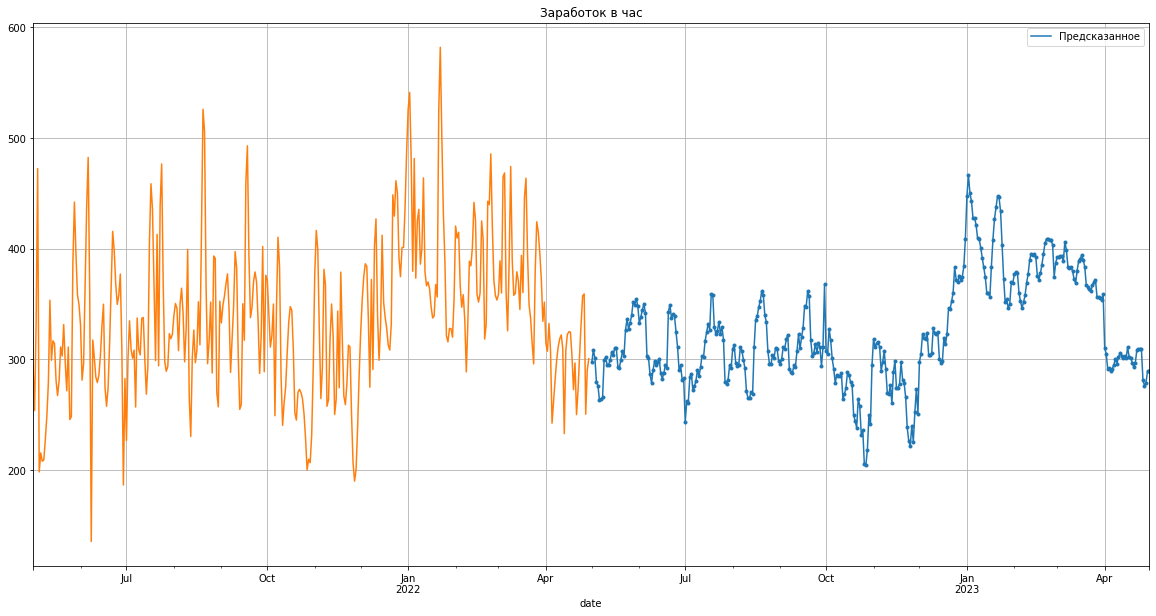 Заработок в час
600
Предсказанное
500
400
300
200
Jul
Oct
Jan
2022
Apr
Jul
Oct
Jan
2023
Apr
date